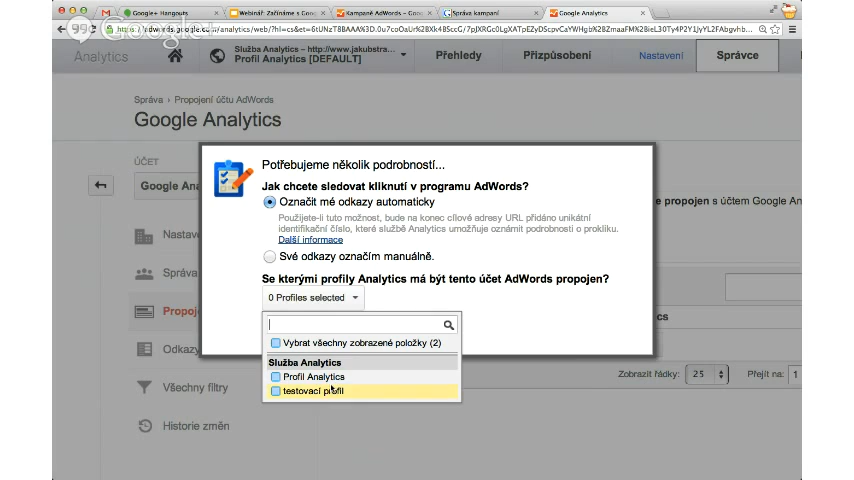 Google+ Hangouts
Webinář: Začínáme s Goog
Kampaně AdWords – Goog
Správa kampaní
Google Analytics
Analytics
Služba Analytics – http://www.jakubstra...
Profil Analytics [DEFAULT]
Přehledy
Přizpůsobení
Nastavení
Správce
Správa › Propojení účtu AdWords
Google Analytics
ÚČET
Google Ana
Nastave
Správa
Propoj
Odkazy
Všechny filtry
Historie změn
Potřebujeme několik podrobností...
Jak chcete sledovat kliknutí v programu AdWords?
Označit mé odkazy automaticky
Použijete-li tuto možnost, bude na konec cílové adresy URL přidáno unikátní
identifikační číslo, které službě Analytics umožňuje oznámit podrobnosti o prokliku.
Další informace
Své odkazy označím manuálně.
Se kterými profily Analytics má být tento účet AdWords propojen?
0 Profiles selected
Vybrat všechny zobrazené položky (2)
Služba Analytics
Profil Analytics
testovací profil
e propojen s účtem Google An
cs
Zobrazit řádky:
25
Přejít na:
1